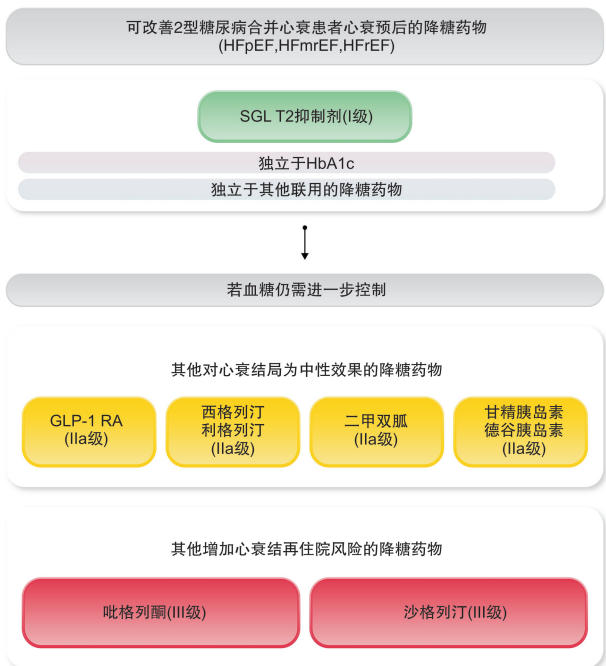 可改善2型糖尿病合并心衰患者心衰预后的降糖药物
(HFpEF,HFmrEF,HFrEF)
SGL T2抑制剂(I级)
独立于HbA1c
独立于其他联用的降糖药物
若血糖仍需进一步控制
其他对心衰结局为中性效果的降糖药物
GLP-1 RA
(IIa级)
西格列汀
利格列汀
(IIa级)
二甲双胍
(IIa级)
甘精胰岛素
德谷胰岛素
(IIa级)
其他增加心衰结再住院风险的降糖药物
吡格列酮(III级)
沙格列汀(III级)